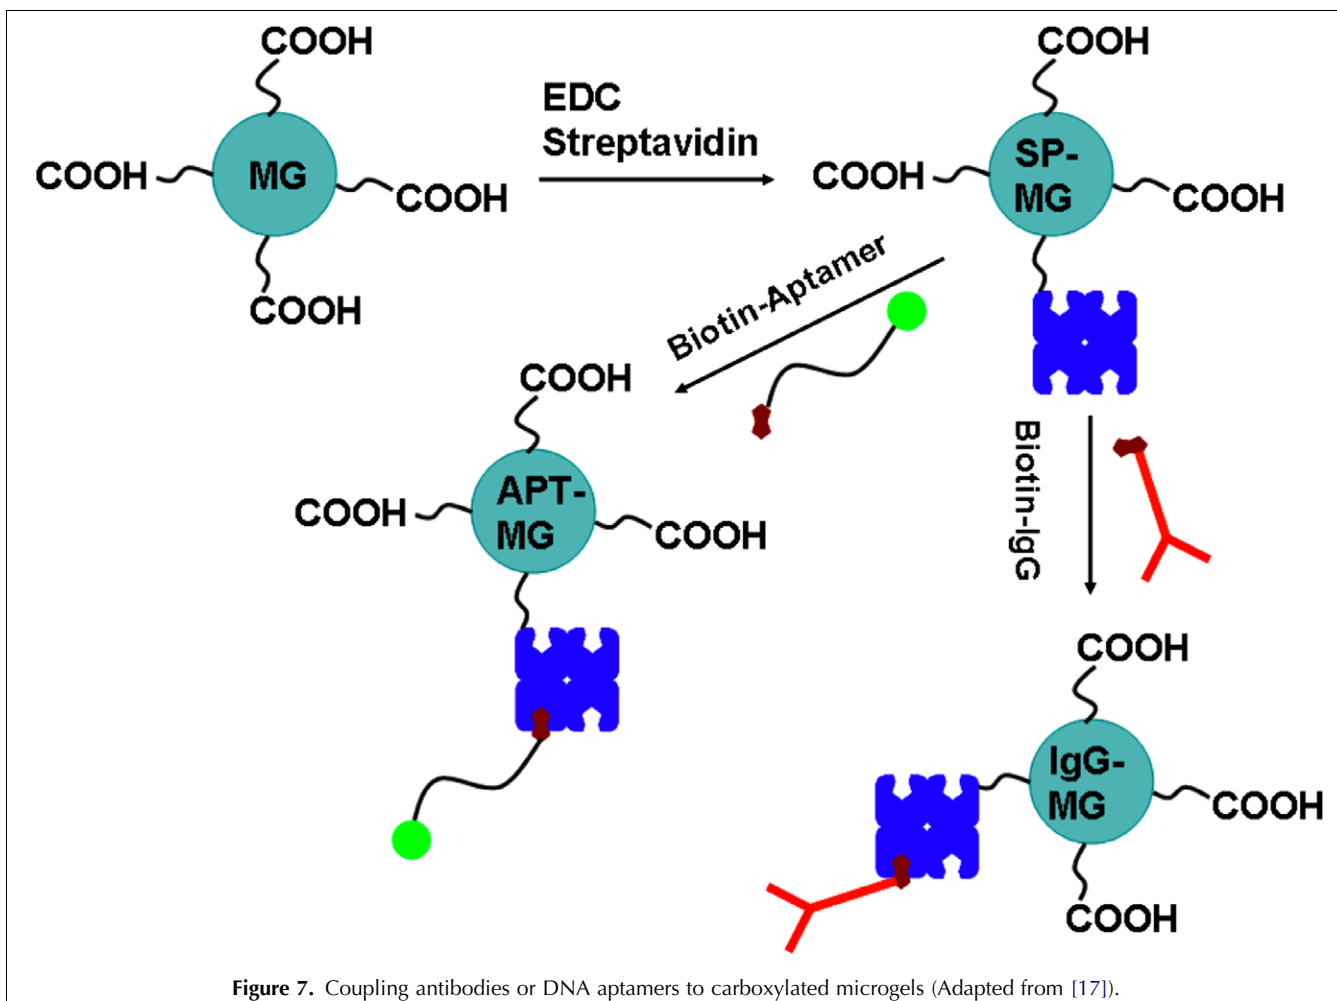 COOH
COOH
MG
COOH
COOH
EDC
Streptavidin
COOH
COOH
SP-
MG
COOH
Biotin-Aptamer
Biotin-IgG
COOH
COOH
APT-
MG
COOH
COOH
IgG-
MG
COOH
COOH
Figure 7. Coupling antibodies or DNA aptamers to carboxylated microgels (Adapted from [17]).